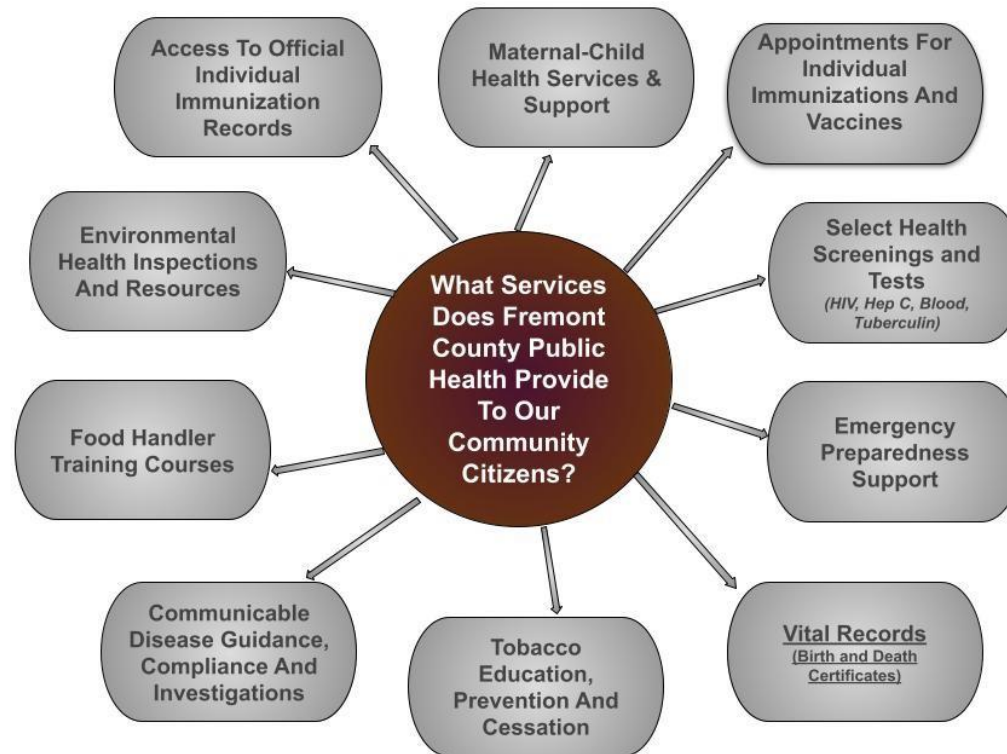 Access To Official
Individual
Immunization
Records
Maternal-Child
Health Services &
Support
Appointments For
Individual
Immunizations And
Vaccines
Environmental
Health Inspections
And Resources
What Services
Does Fremont
County Public
Health Provide
To Our
Community
Citizens?
Select Health
Screenings and
Tests
(HIV, Hep C, Blood,
Tuberculin)
Food Handler
Training Courses
Emergency
Preparedness
Support
Communicable
Disease Guidance,
Compliance And
Investigations
Tobacco
Education,
Prevention And
Cessation
Vital Records
(Birth and Death
Certificates)